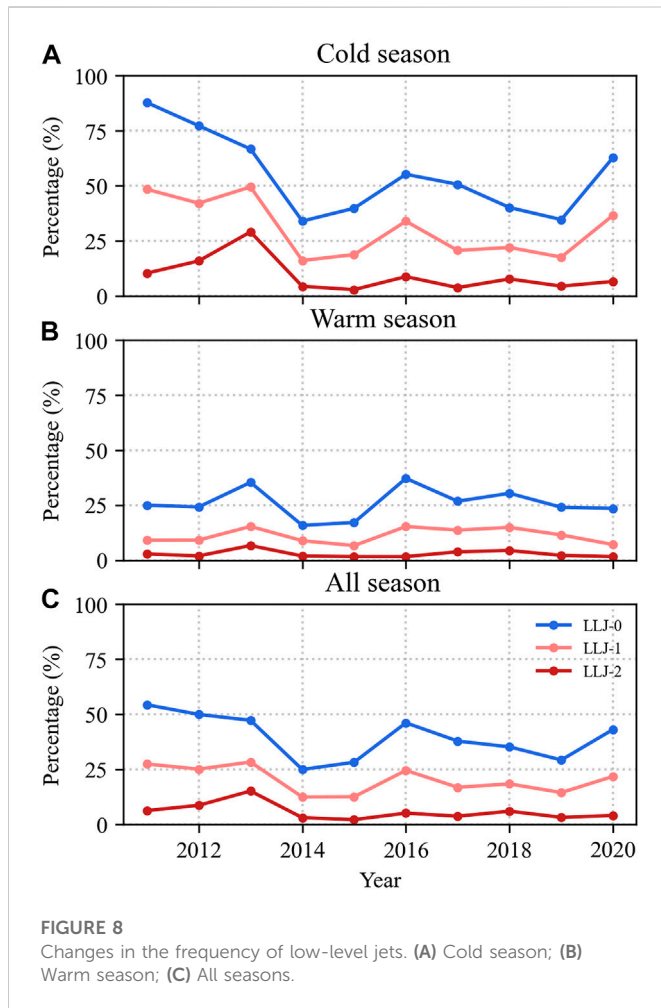 A
Cold season
100
75
50
25
0
Percentage (%)
B
Warm season
100
75
50
25
0
Percentage (%)
C
All season
100
75
50
25
0
Percentage (%)
LLJ-0
LLJ-1
LLJ-2
2012 2014 2016 2018 2020
Year
FIGURE 8
Changes in the frequency of low-level jets. (A) Cold season; (B)
Warm season; (C) All seasons.